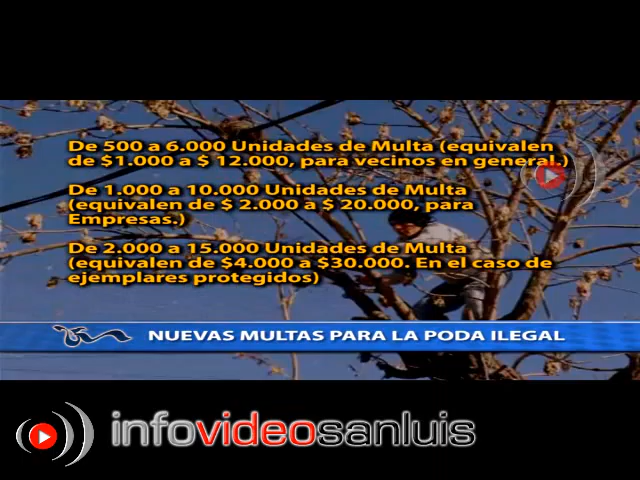 De 500 a 6.000 Unidades de Multa (equivalen
de $1.000 a $ 12.000, para vecinos en general.)
De 1.000 a 10.000 Unidades de Multa
(equivalen de $ 2.000 a $ 20.000, para
Empresas.)
De 2.000 a 15.000 Unidades de Multa
(equivalen de $4.000 a $30.000. En el caso de
ejemplares protegidos)
NUEVAS MULTAS PARA LA PODA ILEGAL
infovideosanluis